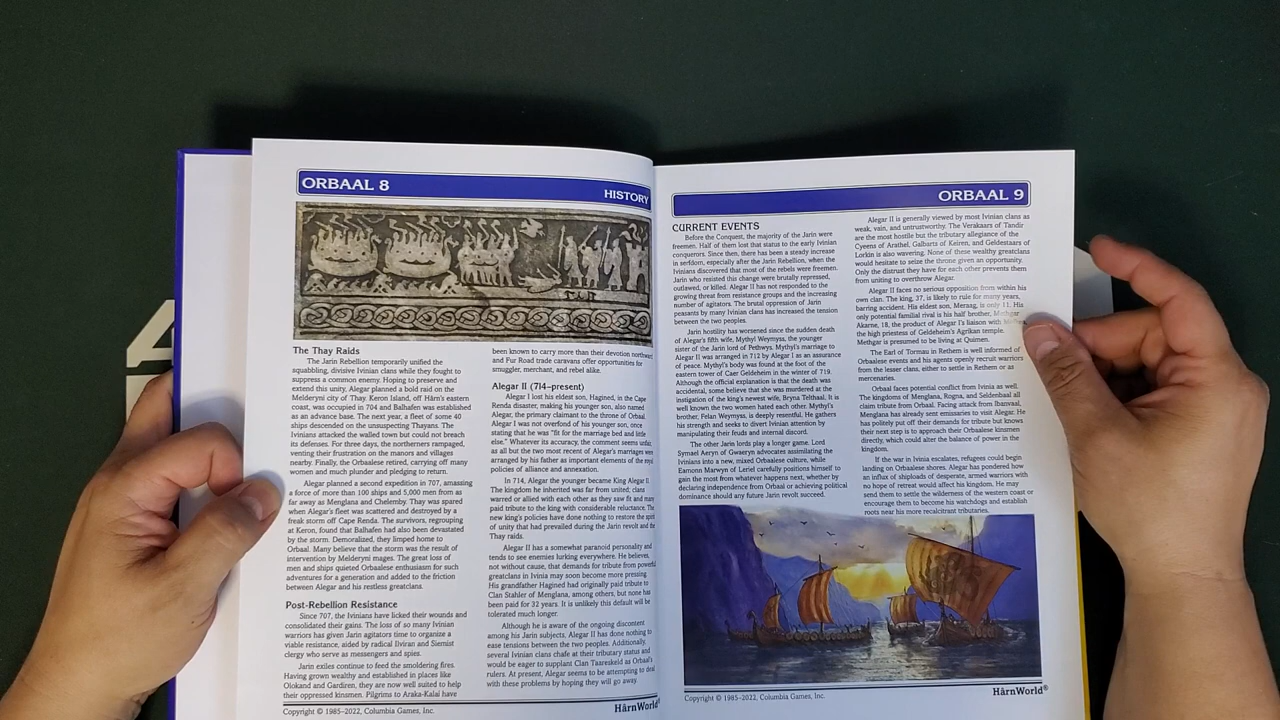 ORBAAL 8
HISTORY
The Thay Raids
The Jarin Rebellion temporarily unified the
squabbling, divisive Ivinian clans while they fought to
suppress a common enemy. Hoping to preserve and
extend this unity, Alegar planned a bold raid on the
Melderyni city of Thay. Keron Island, off Hârn's eastern
coast, was occupied in 704 and Balhafen was established
as an advance base. The next year, a fleet of some 40
ships descended on the unsuspecting Thayans. The
Ivinians attacked the walled town but could not breach
its defenses. For three days, the northerners rampaged,
venting their frustration on the manors and villages
nearby. Finally, the Orbaalese retired, carrying off many
women and much plunder and pledging to return.
Alegar planned a second expedition in 707, amassing
a force of more than 100 ships and 5,000 men from as
far away as Menglana and Chelemby. Thay was spared
when Alegar's fleet was scattered and destroyed by a
freak storm off Cape Renda. The survivors, regrouping
at Keron, found that Balhafen had also been devastated
by the storm. Demoralized, they limped home to
Orbaal. Many believe that the storm was the result of
intervention by Melderyni mages. The great loss of
men and ships quieted Orbaalese enthusiasm for such
adventures for a generation and added to the friction
between Alegar and his restless greatclans.
Post-Rebellion Resistance
Since 707, the Ivinians have licked their wounds and
consolidated their gains. The loss of so many Ivinian
warriors has given Jarin agitators time to organize a
viable resistance, aided by radical Ilviran and Siemist
clergy who serve as messengers and spies.
Jarin exiles continue to feed the smoldering fires.
Having grown wealthy and established in places like
Olokand and Gardiren, they are now well suited to help
their oppressed kinsmen. Pilgrims to Araka-Kalai have
been known to carry more than their devotion northward
and Fur Road trade caravans offer opportunities for
smuggler, merchant, and rebel alike.
Alegar II (714–present)
Alegar I lost his eldest son, Hagined, in the Cape
Renda disaster, making his younger son, also named
Alegar, the primary claimant to the throne of Orbaal.
Alegar I was not overfond of his younger son, once
stating that he was "fit for the marriage bed and little
else." Whatever its accuracy, the comment seems unfair,
as all but the two most recent of Alegar's marriages were
arranged by his father as important elements of the royal
policies of alliance and annexation.
In 714, Alegar the younger became King Alegar II.
The kingdom he inherited was far from united; clans
warred or allied with each other as they saw fit and many
paid tribute to the king with considerable reluctance. The
new king's policies have done nothing to restore the spirit
of unity that had prevailed during the Jarin revolt and the
Thay raids.
Alegar II has a somewhat paranoid personality and
tends to see enemies lurking everywhere. He believes,
not without cause, that demands for tribute from powerful
greatclans in Ivinia may soon become more pressing.
His grandfather Hagined had originally paid tribute to
Clan Stahler of Menglana, among others, but none has
been paid for 32 years. It is unlikely this default will be
tolerated much longer.
Although he is aware of the ongoing discontent
among his Jarin subjects, Alegar II has done nothing to
ease tensions between the two peoples. Additionally,
several Ivinian clans chafe at their tributary status and
would be eager to supplant Clan Taareskeld as Orbaal's
rulers. At present, Alegar seems to be attempting to deal
with these problems by hoping they will go away.
Copyright © 1985–2022, Columbia Games, Inc.
HârnWorld®
ORBAAL 9
CURRENT EVENTS
Before the Conquest, the majority of the Jarin were
freemen. Half of them lost that status to the early Ivinian
conquerors. Since then, there has been a steady increase
in serfdom, especially after the Jarin Rebellion, when the
Ivinians discovered that most of the rebels were freemen.
Jarin who resisted this change were brutally repressed,
outlawed, or killed. Alegar II has not responded to the
growing threat from resistance groups and the increasing
number of agitators. The brutal oppression of Jarin
peasants by many Ivinian clans has increased the tension
between the two peoples.
Jarin hostility has worsened since the sudden death
of Alegar's fifth wife, Mythyl Weymyss, the younger
sister of the Jarin lord of Pethwys. Mythyl's marriage to
Alegar II was arranged in 712 by Alegar I as an assurance
of peace. Mythyl's body was found at the foot of the
eastern tower of Caer Geldeheim in the winter of 719.
Although the official explanation is that the death was
accidental, some believe that she was murdered at the
instigation of the king's newest wife, Bryna Telthaal. It is
well known the two women hated each other. Mythyl's
brother, Felan Weymyss, is deeply resentful. He gathers
his strength and seeks to divert Ivinian attention by
manipulating their feuds and internal discord.
The other Jarin lords play a longer game. Lord
Symael Aeryn of Gwaeryn advocates assimilating the
Ivinians into a new, mixed Orbaalese culture, while
Eamonn Marwyn of Leriel carefully positions himself to
gain the most from whatever happens next, whether by
declaring independence from Orbaal or achieving political
dominance should any future Jarin revolt succeed.
Alegar II is generally viewed by most Ivinian clans as
weak, vain, and untrustworthy. The Verakaars of Tandir
are the most hostile but the tributary allegiance of the
Cyeens of Arathel, Galbarts of Keiren, and Geldestaars of
Lorkin is also wavering. None of these wealthy greatclans
would hesitate to seize the throne given an opportunity.
Only the distrust they have for each other prevents them
from uniting to overthrow Alegar.
Alegar II faces no serious opposition from within his
own clan. The king, 37, is likely to rule for many years,
barring accident. His eldest son, Meraag, is only 11. His
only potential familial rival is his half brother, Methgar
Akarne, 18, the product of Alegar I's liaison with
the high priestess of Geldeheim's Agrikan temple.
Methgar is presumed to be living at Quimen.
The Earl of Tormau in Rethem is well informed of
Orbaalese events and his agents openly recruit warriors
from the lesser clans, either to settle in Rethem or as
mercenaries.
Orbaal faces potential conflict from Ivinia as well.
The kingdoms of Menglana, Rogna, and Seldenbaal all
claim tribute from Orbaal. Facing attack from Ibanvaal,
Menglana has already sent emissaries to visit Alegar. He
has politely put off their demands for tribute but knows
their next step is to approach their Orbaalese kinsmen
directly, which could alter the balance of power in the
kingdom.
If the war in Ivinia escalates, refugees could begin
landing on Orbaalese shores. Alegar has pondered how
an influx of shiploads of desperate, armed warriors with
no hope of retreat would affect his kingdom. He may
send them to settle the wilderness of the western coast or
encourage them to become his watchdogs and establish
roots near his more recalcitrant tributaries.
Copyright © 1985–2022, Columbia Games, Inc.
HârnWorld®